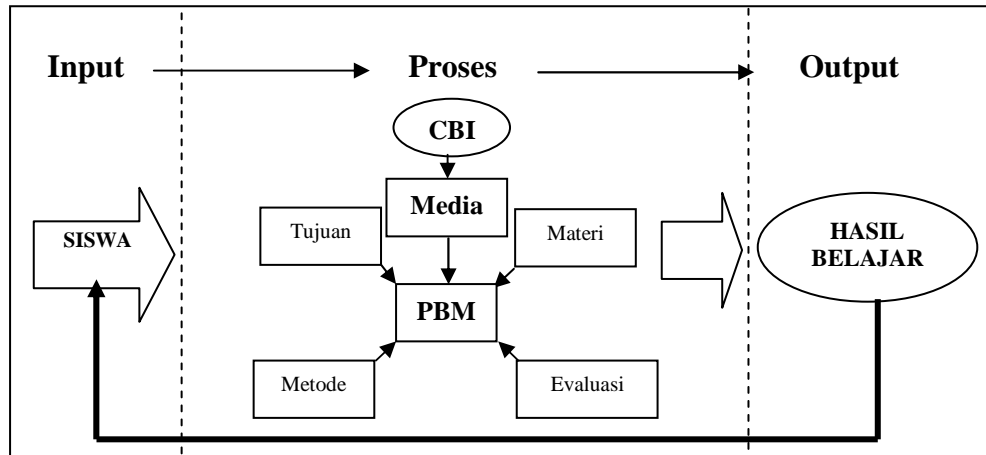 Input Proses Output
CBI
Media
Tujuan
Materi
SISWA
HASIL
BELAJAR
PBM
Metode
Evaluasi